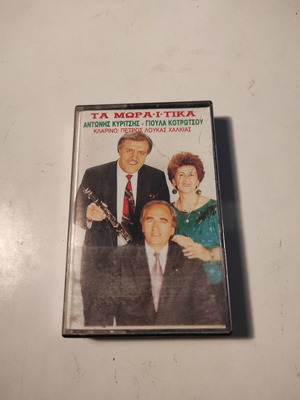 ΤΑ ΜΩΡΑ·Ι·ΤΙΚΑ
ΑΝΤΩΝΗΣ ΚΥΡΙΤΣΗΣ - ΓΙΟΥΛΑ ΚΟΤΡΩΤΣΟΥ
ΚΛΑΡΙΝΟ: ΠΕΤΡΟΣ ΛΟΥΚΑΣ ΧΑΛΚΙΑΣ